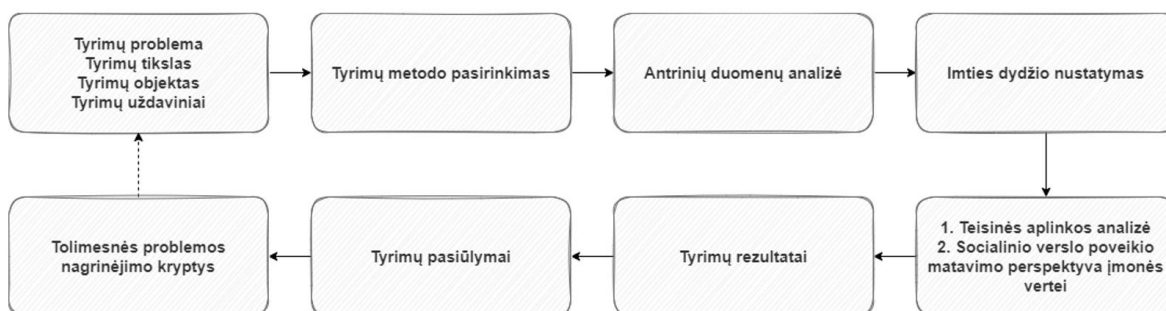 Tyrimų problema
Tyrimų tikslas
Tyrimų objektas
Tyrimų uždaviniai
Tyrimų metodo pasirinkimas
Antrinių duomenų analizė
Imties dydžio nustatymas
1. Teisinės aplinkos analizė
2. Socialinio verslo poveikio
matavimo perspektyva įmonės
vertei
Tyrimų rezultatai
Tyrimų pasiūlymai
Tolimesnės problemos
nagrinėjimo kryptys